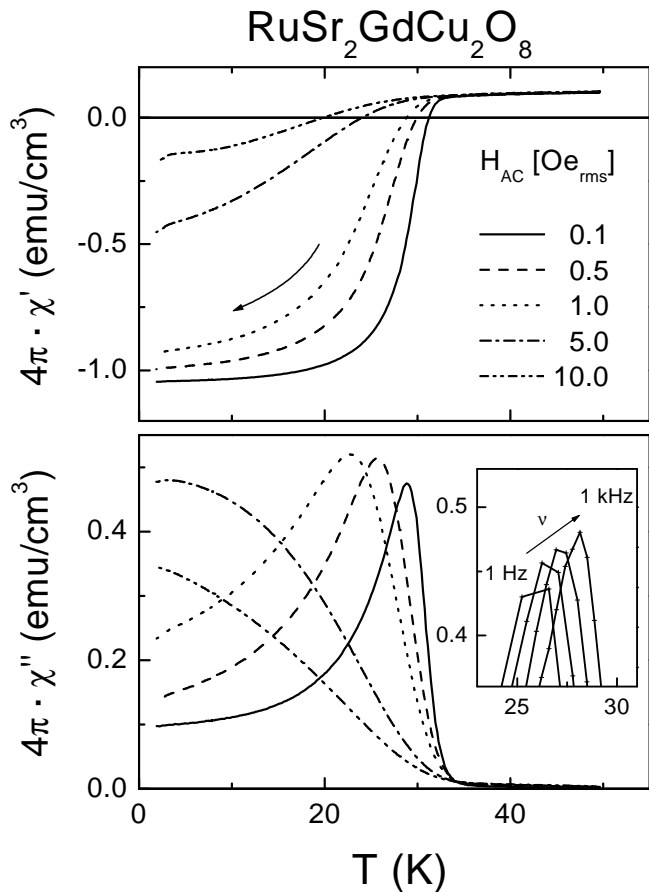 RuSr₂GdCu₂O₈
0.0
-0.5
-1.0
4π · χ' (emu/cm³)
H_AC [Oe_rms]
0.1
0.5
1.0
5.0
10.0
0.4
0.2
0.0
4π · χ'' (emu/cm³)
0.5
0.4
1 kHz
ν
1 Hz
25 30
0 20 40
T (K)